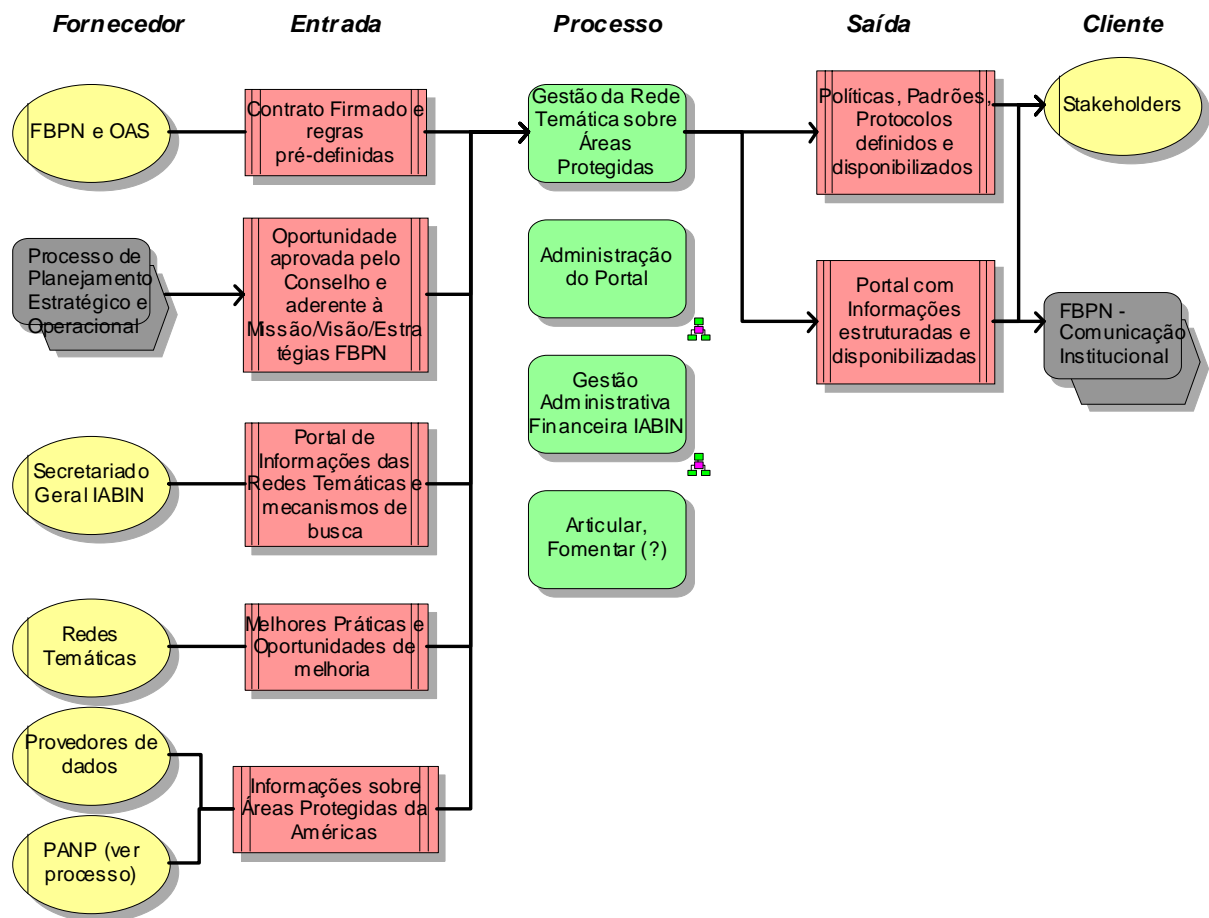 Fornecedor Entrada Processo Saída Cliente
FBPN e OAS
Contrato Firmado e
regras
pré-definidas
Gestão da Rede
Temática sobre
Áreas
Protegidas
Políticas, Padrões,
Protocolos
definidos e
disponibilizados
Stakeholders
Processo de
Planejamento
Estratégico e
Operacional
Oportunidade
aprovada pelo
Conselho e
aderente à
Missão/Visão/Estra
tégias FBPN
Administração
do Portal
Portal com
Informações
estruturadas e
disponibilizadas
FBPN -
Comunicação
Institucional
Gestão
Administrativa
Financeira IABIN
Secretariado
Geral IABIN
Portal de
Informações das
Redes Temáticas e
mecanismos de
busca
Articular,
Fomentar (?)
Redes
Temáticas
Melhores Práticas e
Oportunidades de
melhoria
Provedores de
dados
Informações sobre
Áreas Protegidas da
Américas
PANP (ver
processo)